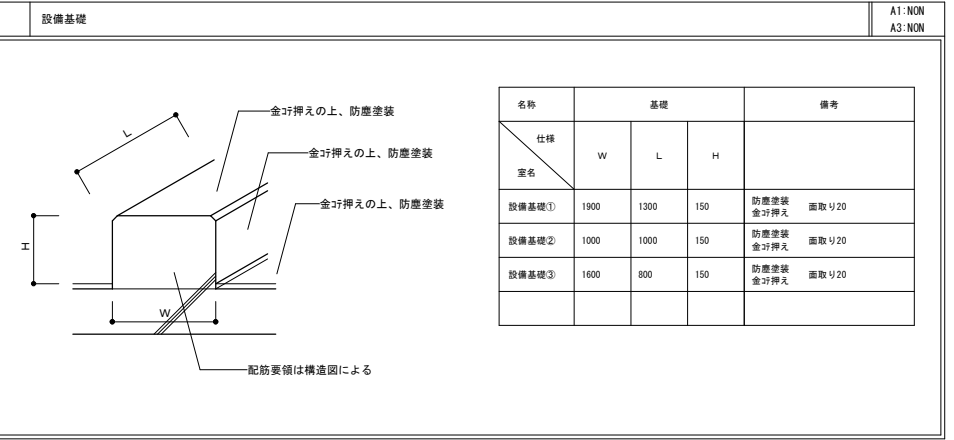 設備基礎
A1:NON
A3:NON
金ｺﾃ押えの上、防塵塗装
金ｺﾃ押えの上、防塵塗装
金ｺﾃ押えの上、防塵塗装
L
H
W
配筋要領は構造図による
名称 基礎 備考
仕様
室名
W L H
設備基礎① 1900 1300 150 防塵塗装
金ｺﾃ押え 面取り20
設備基礎② 1000 1000 150 防塵塗装
金ｺﾃ押え 面取り20
設備基礎③ 1600 800 150 防塵塗装
金ｺﾃ押え 面取り20